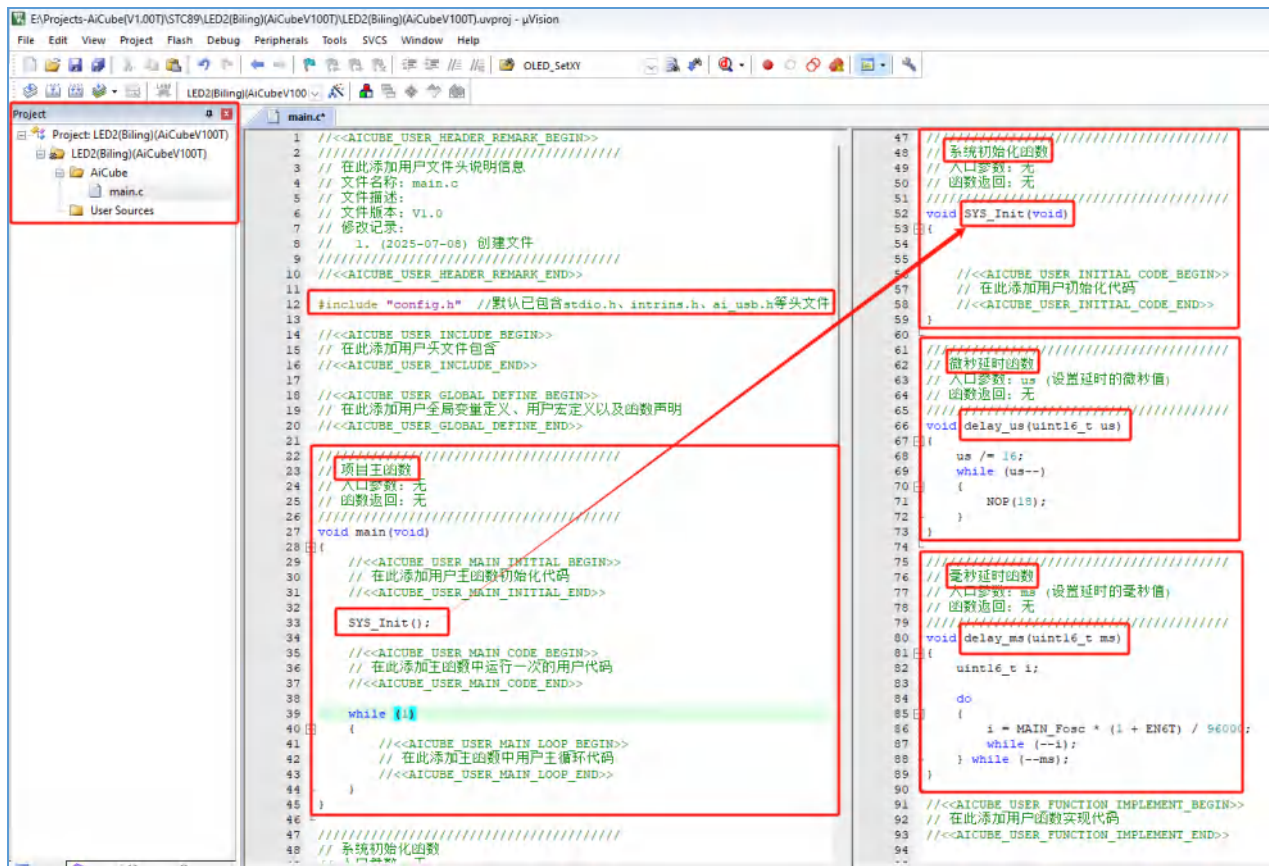 E:\Projects-AiCube(V1.00T)\STC89\LED2(Biling)(AiCubeV100T)\LED2(Biling)(AiCubeV100T).uvproj - µVision
File Edit View Project Flash Debug Peripherals Tools SVCS Window Help
OLED_SetXY
LED2(Biling)(AiCubeV100
Project
Project: LED2(Biling)(AiCubeV100T)
LED2(Biling)(AiCubeV100T)
AiCube
main.c
User Sources
main.c*
1 //<<AICUBE_USER_HEADER_REMARK_BEGIN>>
2 ////////////////////////////////////////
3 // 在此添加用户文件头说明信息
4 // 文件名称: main.c
5 // 文件描述:
6 // 文件版本: V1.0
7 // 修改记录:
8 // 1. (2025-07-08) 创建文件
9 ////////////////////////////////////////
10 //<<AICUBE_USER_HEADER_REMARK_END>>
11
12 #include "config.h" //默认已包含stdio.h、intrins.h、ai_usb.h等头文件
13
14 //<<AICUBE_USER_INCLUDE_BEGIN>>
15 // 在此添加用户头文件包含
16 //<<AICUBE_USER_INCLUDE_END>>
17
18 //<<AICUBE_USER_GLOBAL_DEFINE_BEGIN>>
19 // 在此添加用户全局变量定义、用户宏定义以及函数声明
20 //<<AICUBE_USER_GLOBAL_DEFINE_END>>
21
22 ////////////////////////////////////////
23 // 项目主函数
24 // 入口参数: 无
25 // 函数返回: 无
26 ////////////////////////////////////////
27 void main(void)
28 {
29 //<<AICUBE_USER_MAIN_INITIAL_BEGIN>>
30 // 在此添加用户主函数初始化代码
31 //<<AICUBE_USER_MAIN_INITIAL_END>>
32
33 SYS_Init();
34
35 //<<AICUBE_USER_MAIN_CODE_BEGIN>>
36 // 在此添加主函数中运行一次的用户代码
37 //<<AICUBE_USER_MAIN_CODE_END>>
38
39 while (1)
40 {
41 //<<AICUBE_USER_MAIN_LOOP_BEGIN>>
42 // 在此添加主函数中用户主循环代码
43 //<<AICUBE_USER_MAIN_LOOP_END>>
44 }
45 }
46
47 ////////////////////////////////////////
48 // 系统初始化函数
47 ////////////////////////////////////////
48 // 系统初始化函数
49 // 入口参数: 无
50 // 函数返回: 无
51 ////////////////////////////////////////
52 void SYS_Init(void)
53 {
54
55
56 //<<AICUBE_USER_INITIAL_CODE_BEGIN>>
57 // 在此添加用户初始化代码
58 //<<AICUBE_USER_INITIAL_CODE_END>>
59 }
60
61 ////////////////////////////////////////
62 // 微秒延时函数
63 // 入口参数: us (设置延时的微秒值)
64 // 函数返回: 无
65 ////////////////////////////////////////
66 void delay_us(uint16_t us)
67 {
68 us /= 16;
69 while (us--)
70 {
71 NOP(18);
72 }
73 }
74
75 ////////////////////////////////////////
76 // 毫秒延时函数
77 // 入口参数: ms (设置延时的毫秒值)
78 // 函数返回: 无
79 ////////////////////////////////////////
80 void delay_ms(uint16_t ms)
81 {
82 uint16_t i;
83
84 do
85 {
86 i = MAIN_Fosc * (1 + EN6T) / 96000;
87 while (--i);
88 } while (--ms);
89 }
90
91 //<<AICUBE_USER_FUNCTION_IMPLEMENT_BEGIN>>
92 // 在此添加用户函数实现代码
93 //<<AICUBE_USER_FUNCTION_IMPLEMENT_END>>
94